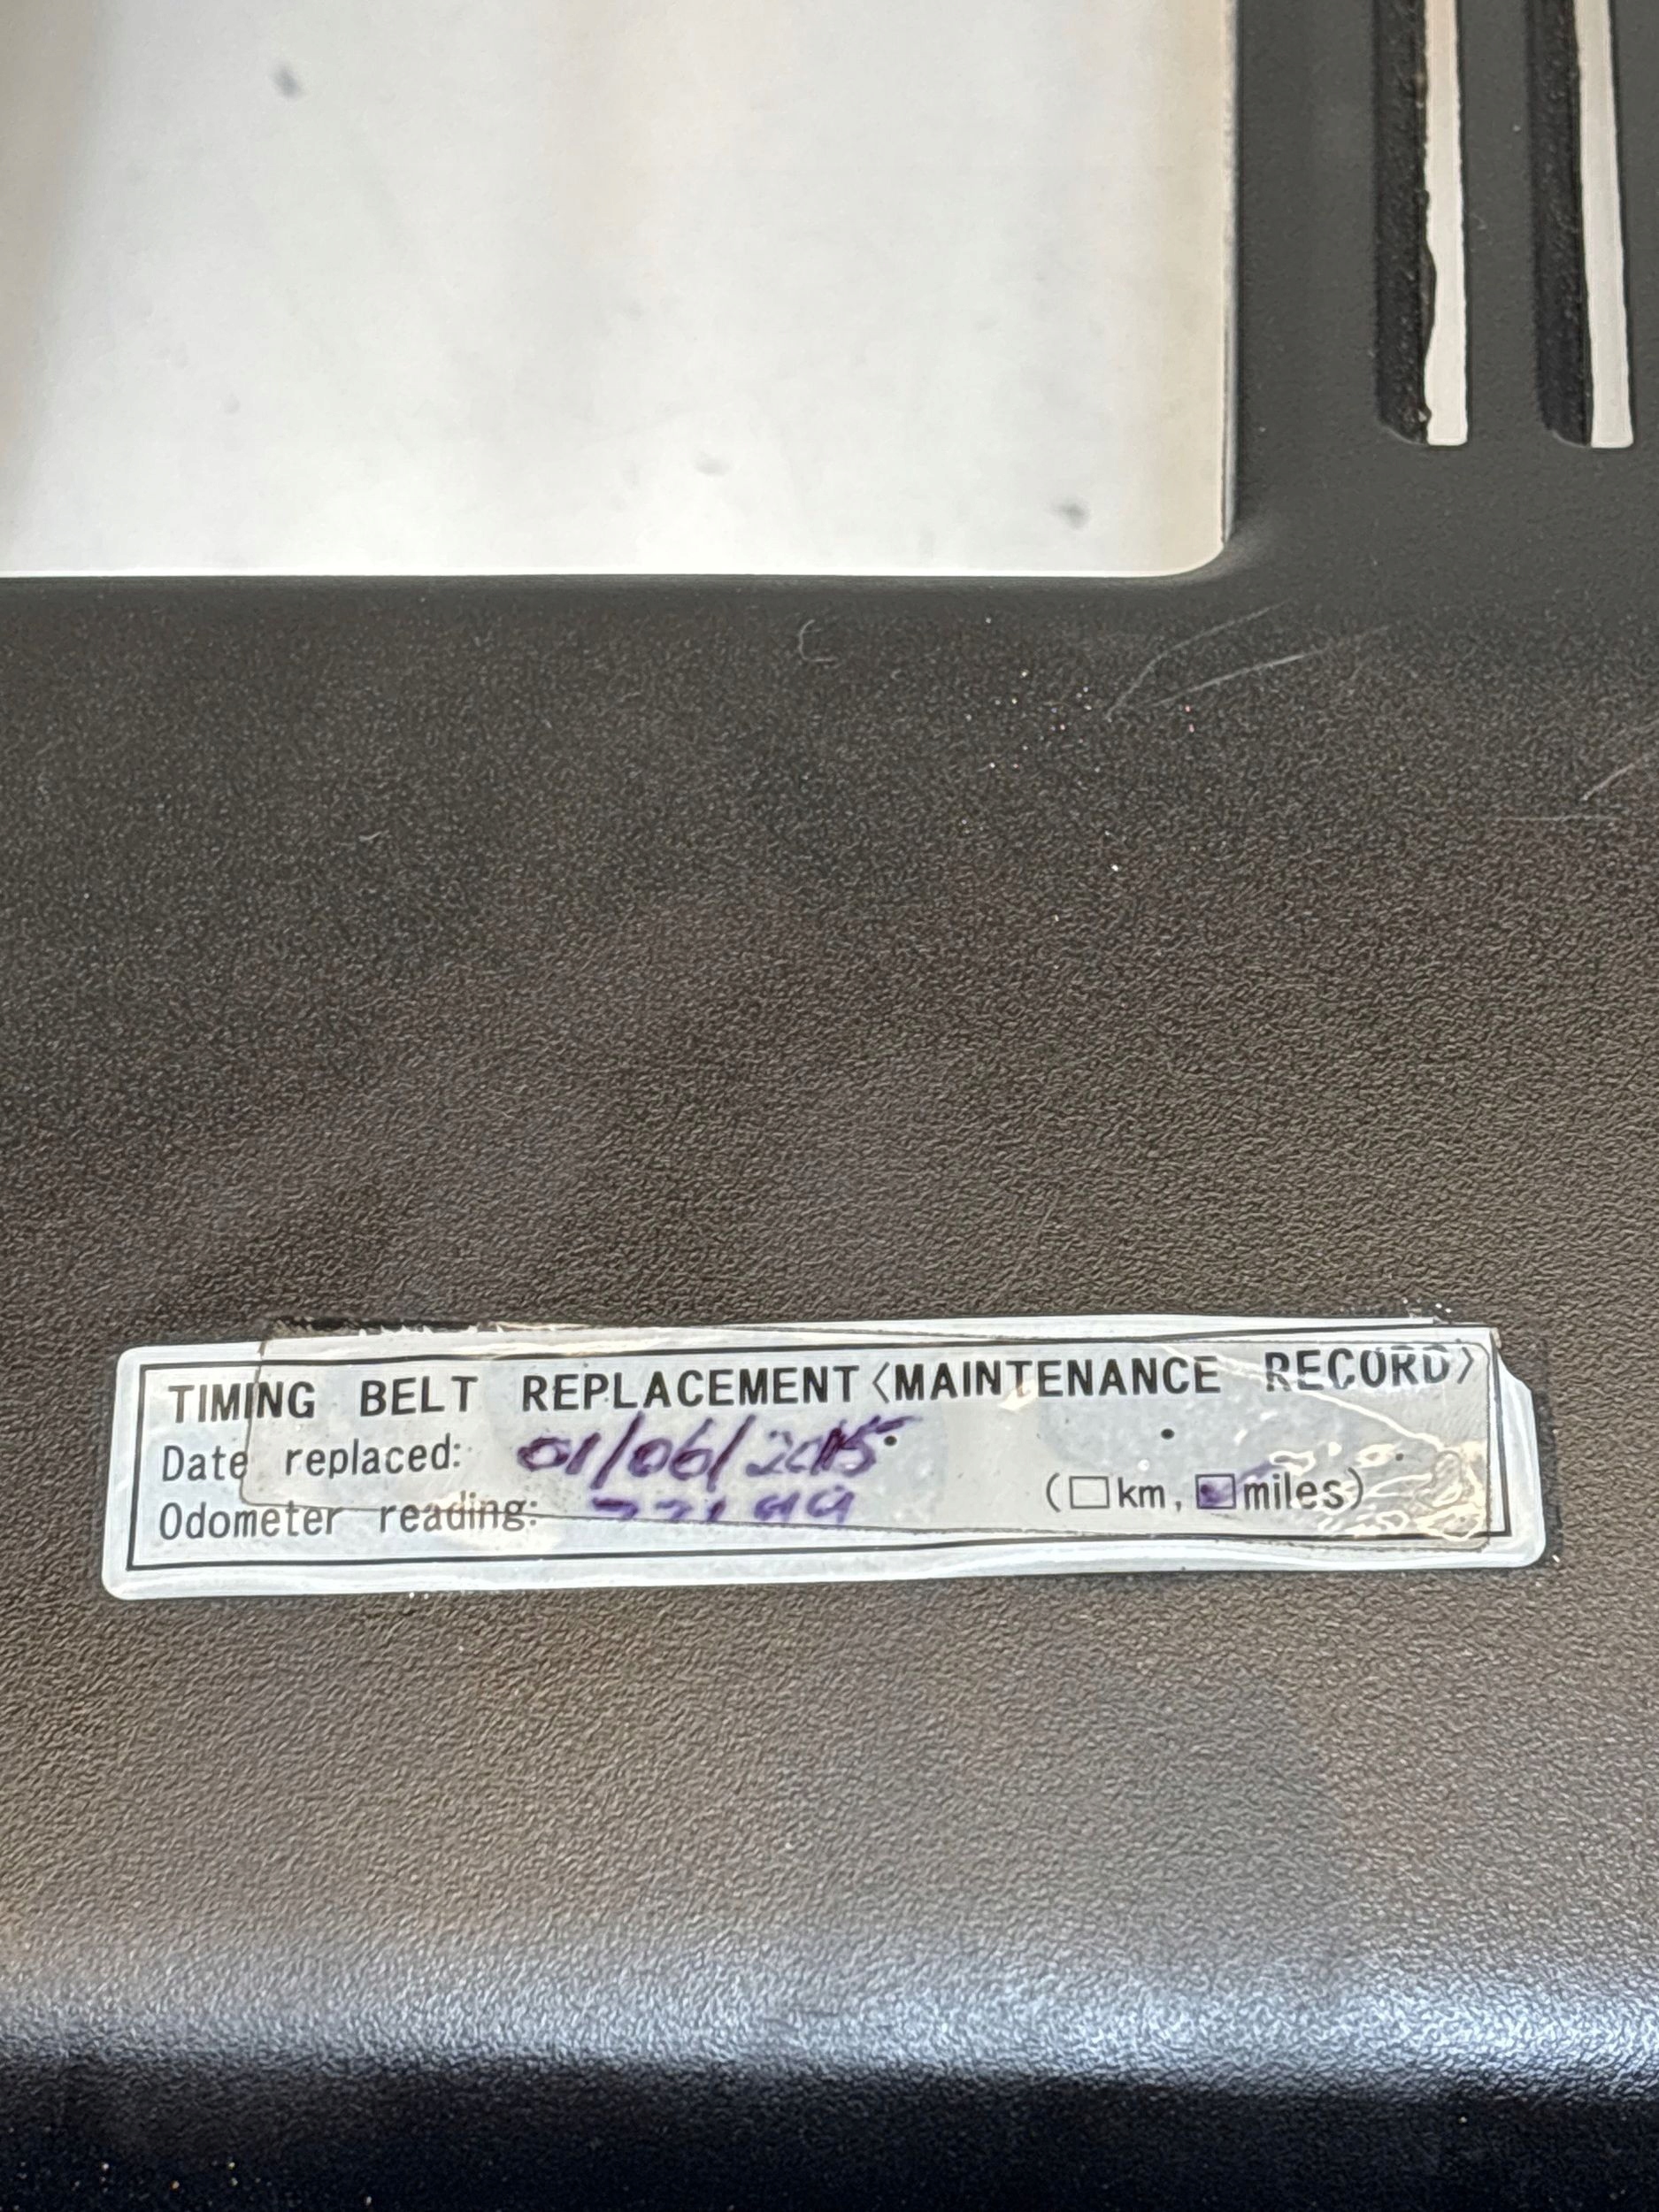 TIMING BELT REPLACEMENT〈MAINTENANCE RECORD〉
Date replaced: 01/06/2015
Odometer reading: (□km, ☑miles)